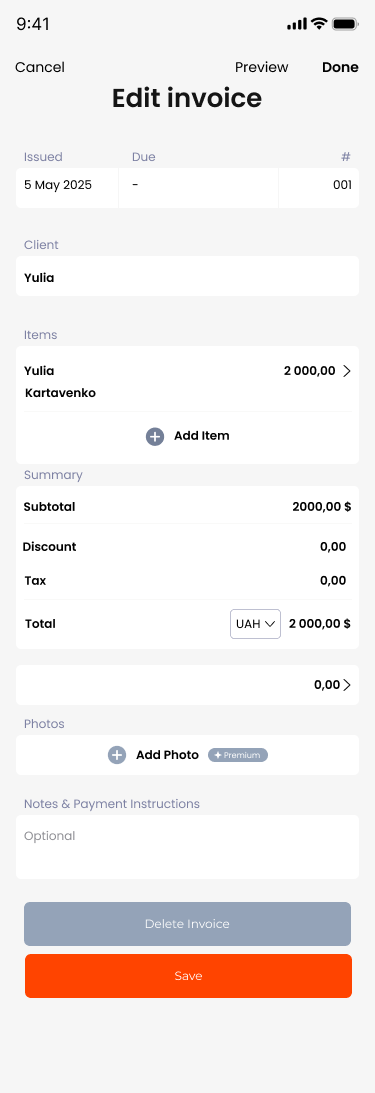 9:41
Cancel Preview Done
Edit invoice
Issued Due #
5 May 2025 - 001
Client
Yulia
Items
Yulia 2 000,00
Kartavenko
Add Item
Summary
Subtotal 2000,00 $
Discount 0,00
Tax 0,00
Total UAH 2 000,00 $
0,00
Photos
Add Photo Premium
Notes & Payment Instructions
Optional
Delete Invoice
Save